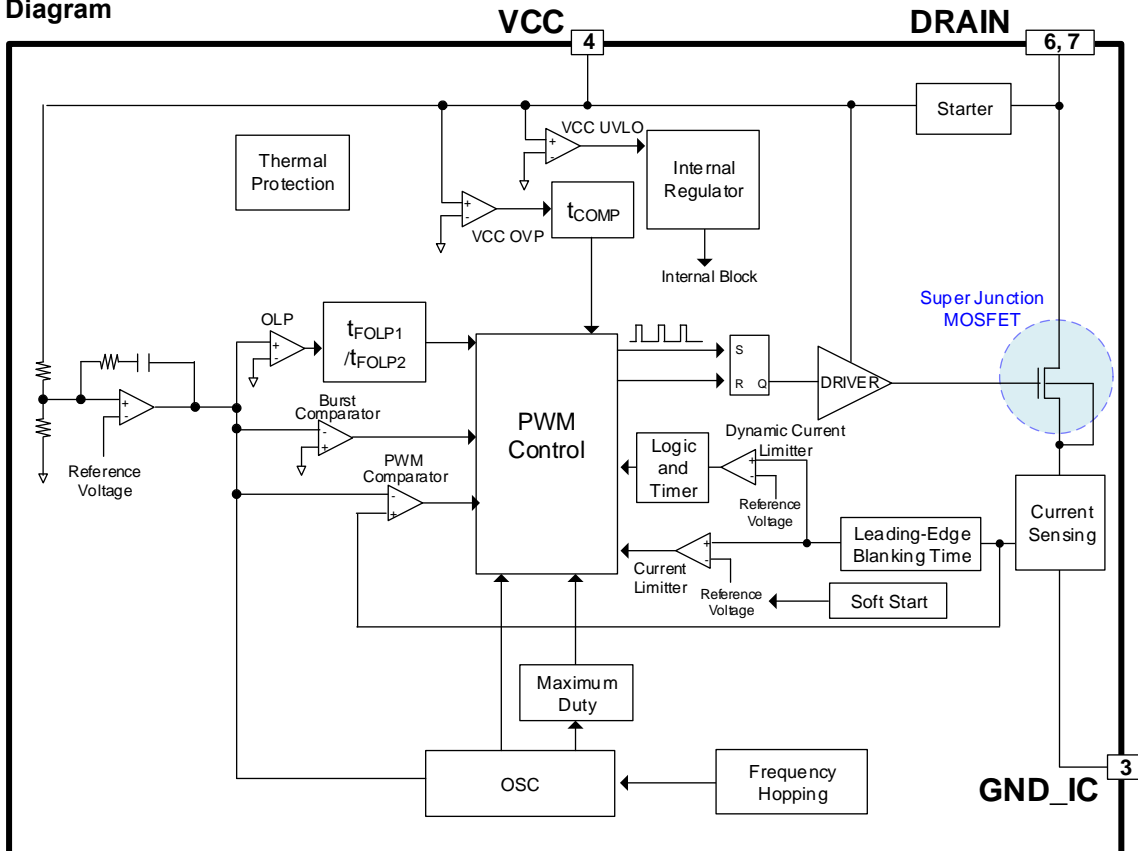 Diagram
VCC
DRAIN
4
6, 7
Starter
VCC UVLO
Thermal
Protection
+
-
Internal
Regulator
+
-
tCOMP
VCC OVP
Internal Block
Super Junction
MOSFET
OLP
tFOLP1
/tFOLP2
+
-
S
R Q
DRIVER
+
-
Burst
Comparator
-
+
PWM
Control
Reference
Voltage
PWM
Comparator
-
+
Logic
and
Timer
Dynamic Current
Limitter
+
-
Reference
Voltage
Current
Sensing
Leading-Edge
Blanking Time
+
-
Current
Limitter
Reference
Voltage
Soft Start
Maximum
Duty
OSC
Frequency
Hopping
3
GND_IC